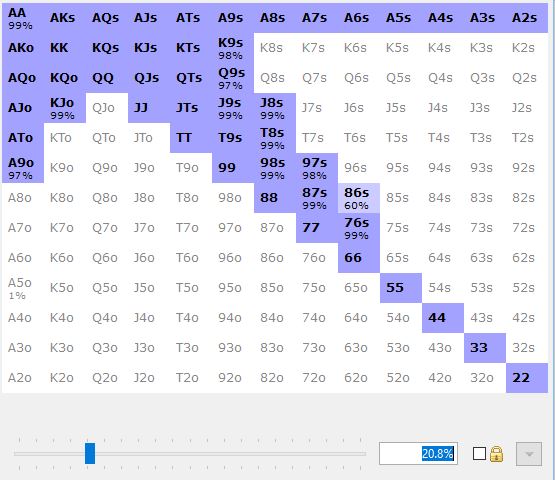 AA AKs AQs AJs ATs A9s A8s A7s A6s A5s A4s A3s A2s
99%
AKo KK KQs KJs KTs K9s K8s K7s K6s K5s K4s K3s K2s
98%
AQo KQo QQ QJs QTs Q9s Q8s Q7s Q6s Q5s Q4s Q3s Q2s
97%
AJo KJo QJo JJ JTs J9s J8s J7s J6s J5s J4s J3s J2s
99% 99% 99%
ATo KTo QTo JTo TT T9s T8s T7s T6s T5s T4s T3s T2s
99%
A9o K9o Q9o J9o T9o 99 98s 97s 96s 95s 94s 93s 92s
97% 99% 98%
A8o K8o Q8o J8o T8o 98o 88 87s 86s 85s 84s 83s 82s
99% 60%
A7o K7o Q7o J7o T7o 97o 87o 77 76s 75s 74s 73s 72s
99%
A6o K6o Q6o J6o T6o 96o 86o 76o 66 65s 64s 63s 62s
A5o K5o Q5o J5o T5o 95o 85o 75o 65o 55 54s 53s 52s
1%
A4o K4o Q4o J4o T4o 94o 84o 74o 64o 54o 44 43s 42s
A3o K3o Q3o J3o T3o 93o 83o 73o 63o 53o 43o 33 32s
A2o K2o Q2o J2o T2o 92o 82o 72o 62o 52o 42o 32o 22
20.8%